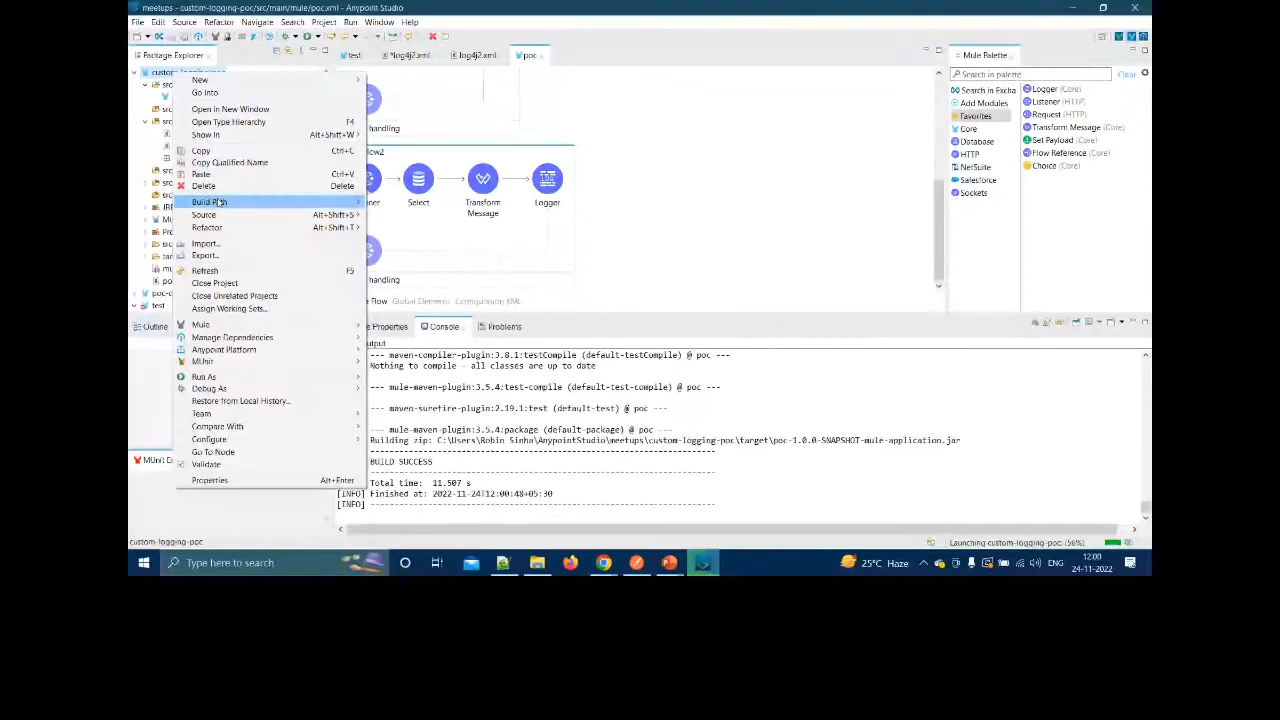 meetups - custom-logging-poc/src/main/mule/poc.xml - Anypoint Studio
File Edit Source Refactor Navigate Search Project Run Window Help
Package Explorer
test *log4j2.xml log4j2.xml poc
Mule Palette
Search in palette Clear
Search in Excha
Add Modules
Favorites
Core
Database
HTTP
NetSuite
Salesforce
Sockets
Logger (Core)
Listener (HTTP)
Request (HTTP)
Transform Message (Core)
Set Payload (Core)
Flow Reference (Core)
Choice (Core)
New
Go Into
Open in New Window
Open Type Hierarchy F4
Show In Alt+Shift+W
Copy Ctrl+C
Copy Qualified Name
Paste Ctrl+V
Delete Delete
Build Path
Source Alt+Shift+S
Refactor Alt+Shift+T
Import...
Export...
Refresh F5
Close Project
Close Unrelated Projects
Assign Working Sets...
Mule
Manage Dependencies
Anypoint Platform
MUnit
Run As
Debug As
Restore from Local History...
Team
Compare With
Configure
Go To Node
Validate
Properties Alt+Enter
handling
low2
ener Select Transform Message Logger
handling
e Flow Global Elements Configuration XML
test
Outline
MUnit Er
e Properties Console Problems
utput
--- maven-compiler-plugin:3.8.1:testCompile (default-testCompile) @ poc ---
Nothing to compile - all classes are up to date
--- mule-maven-plugin:3.5.4:test-compile (default-test-compile) @ poc ---
--- maven-surefire-plugin:2.19.1:test (default-test) @ poc ---
--- mule-maven-plugin:3.5.4:package (default-package) @ poc ---
Building zip: C:\Users\Robin Sinha\AnypointStudio\meetups\custom-logging-poc\target\poc-1.0.0-SNAPSHOT-mule-application.jar
------------------------------------------------------------------------
BUILD SUCCESS
------------------------------------------------------------------------
Total time: 11.507 s
[INFO] Finished at: 2022-11-24T12:00:48+05:30
[INFO] ------------------------------------------------------------------------
custom-logging-poc
Launching custom-logging-poc: (56%)
Type here to search
25°C Haze
ENG
12:00
24-11-2022